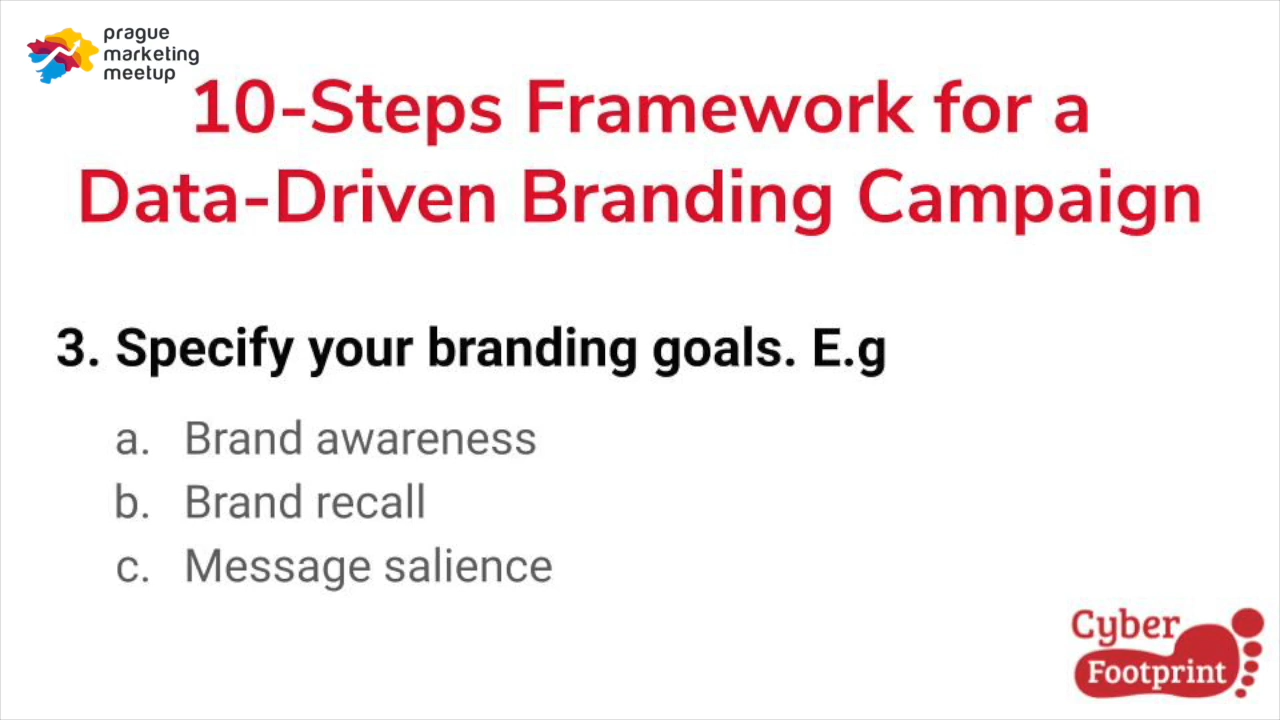 prague
marketing
meetup
10-Steps Framework for a
Data-Driven Branding Campaign
3. Specify your branding goals. E.g
a. Brand awareness
b. Brand recall
c. Message salience
Cyber
Footprint